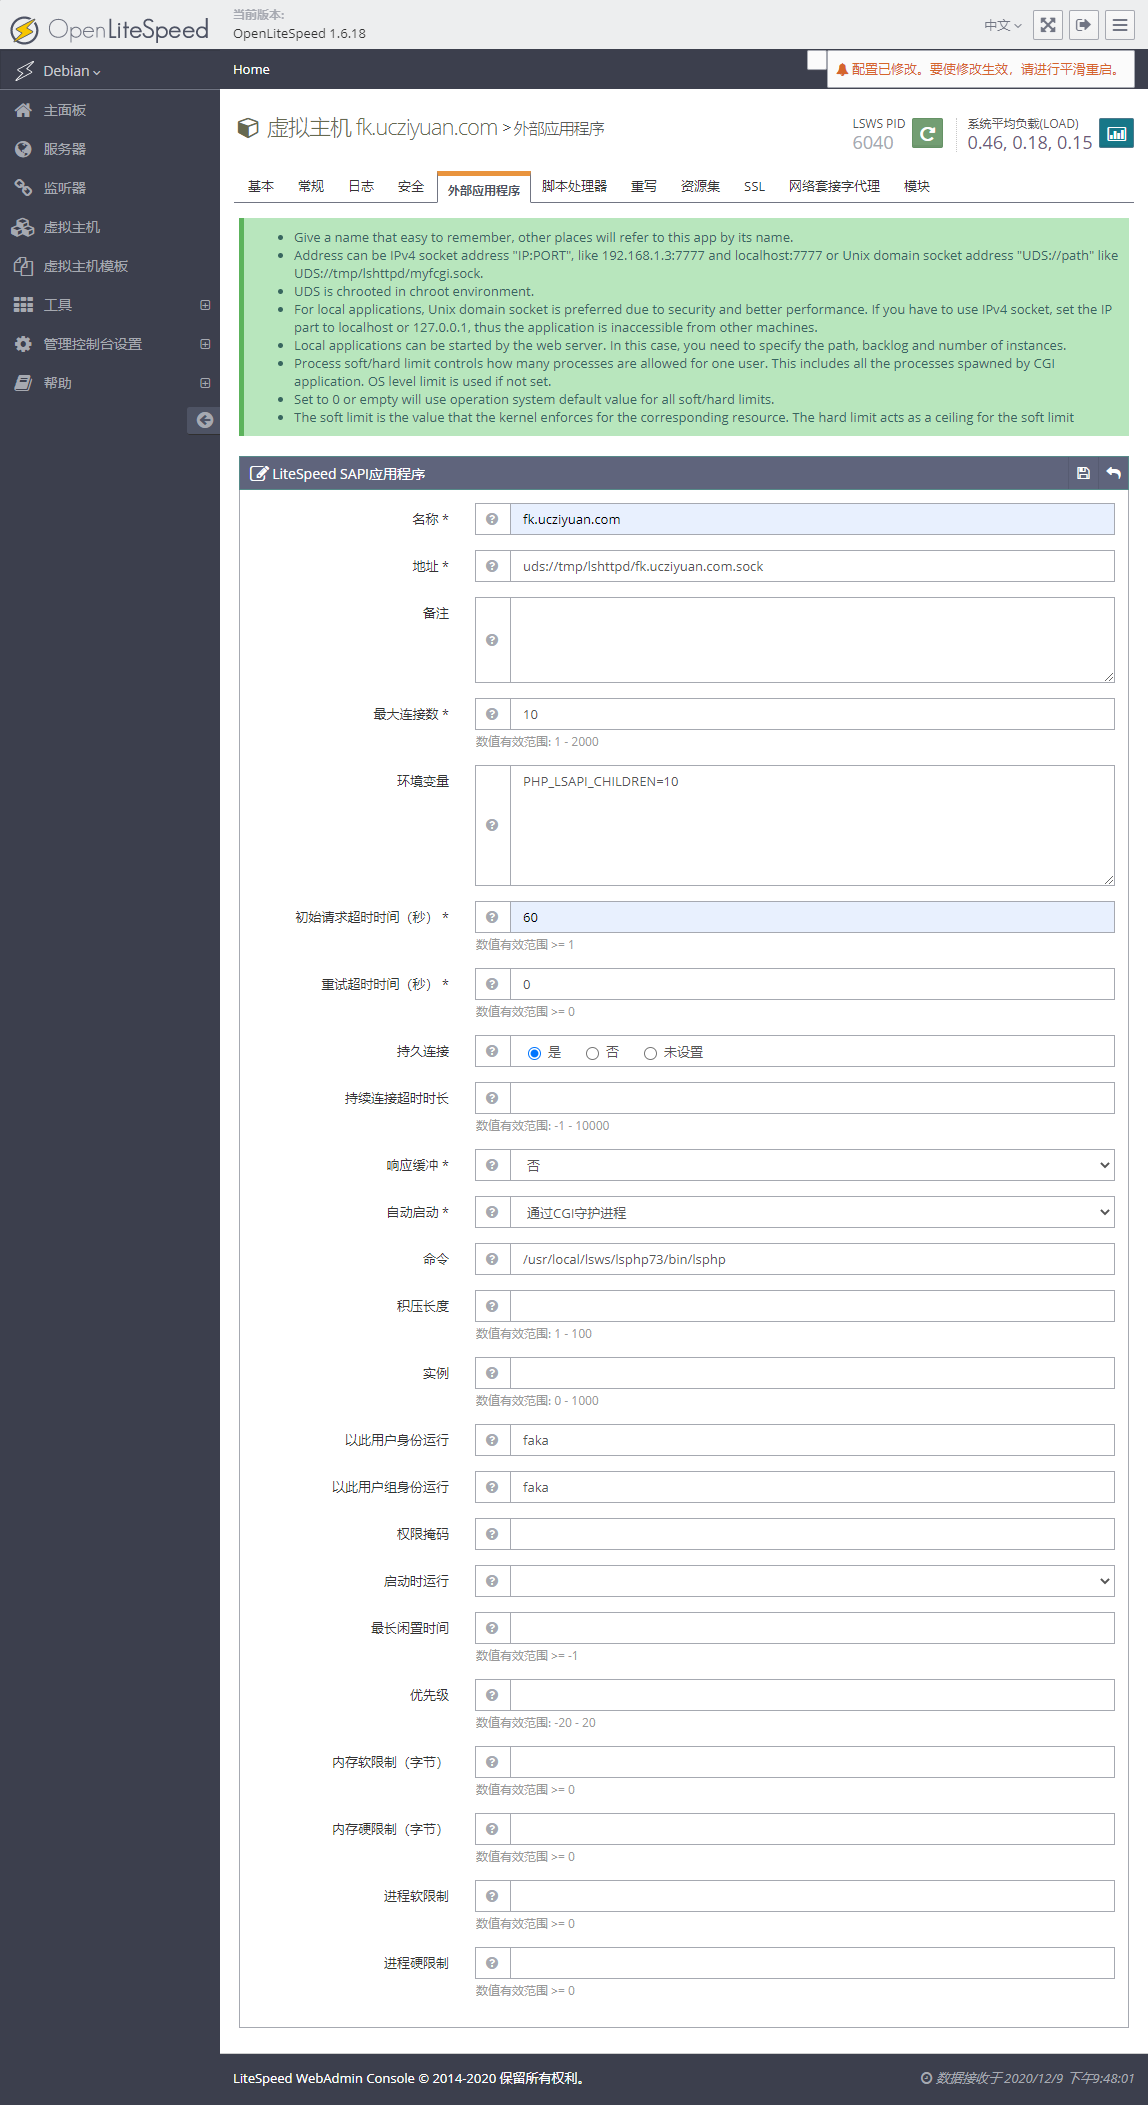 OpenLiteSpeed
当前版本:
OpenLiteSpeed 1.6.18
中文
Debian
Home
配置已修改。要使修改生效，请进行平滑重启。
主面板
服务器
监听器
虚拟主机
虚拟主机模板
工具
管理控制台设置
帮助
虚拟主机 fk.ucziyuan.com > 外部应用程序
LSWS PID
6040
系统平均负载(LOAD)
0.46, 0.18, 0.15
基本 常规 日志 安全 外部应用程序 脚本处理器 重写 资源集 SSL 网络套接字代理 模块
Give a name that easy to remember, other places will refer to this app by its name.
Address can be IPv4 socket address "IP:PORT", like 192.168.1.3:7777 and localhost:7777 or Unix domain socket address "UDS://path" like
UDS://tmp/lshttpd/myfcgi.sock.
UDS is chrooted in chroot environment.
For local applications, Unix domain socket is preferred due to security and better performance. If you have to use IPv4 socket, set the IP
part to localhost or 127.0.0.1, thus the application is inaccessible from other machines.
Local applications can be started by the web server. In this case, you need to specify the path, backlog and number of instances.
Process soft/hard limit controls how many processes are allowed for one user. This includes all the processes spawned by CGI
application. OS level limit is used if not set.
Set to 0 or empty will use operation system default value for all soft/hard limits.
The soft limit is the value that the kernel enforces for the corresponding resource. The hard limit acts as a ceiling for the soft limit
LiteSpeed SAPI应用程序
名称 * fk.ucziyuan.com
地址 * uds://tmp/lshttpd/fk.ucziyuan.com.sock
备注
最大连接数 * 10
数值有效范围: 1 - 2000
环境变量 PHP_LSAPI_CHILDREN=10
初始请求超时时间（秒） * 60
数值有效范围 >= 1
重试超时时间（秒） * 0
数值有效范围 >= 0
持久连接 是 否 未设置
持续连接超时时长
数值有效范围: -1 - 10000
响应缓冲 * 否
自动启动 * 通过CGI守护进程
命令 /usr/local/lsws/lsphp73/bin/lsphp
积压长度
数值有效范围: 1 - 100
实例
数值有效范围: 0 - 1000
以此用户身份运行 faka
以此用户组身份运行 faka
权限掩码
启动时运行
最长闲置时间
数值有效范围 >= -1
优先级
数值有效范围: -20 - 20
内存软限制（字节）
数值有效范围 >= 0
内存硬限制（字节）
数值有效范围 >= 0
进程软限制
数值有效范围 >= 0
进程硬限制
数值有效范围 >= 0
LiteSpeed WebAdmin Console © 2014-2020 保留所有权利。
数据接收于 2020/12/9 下午9:48:01